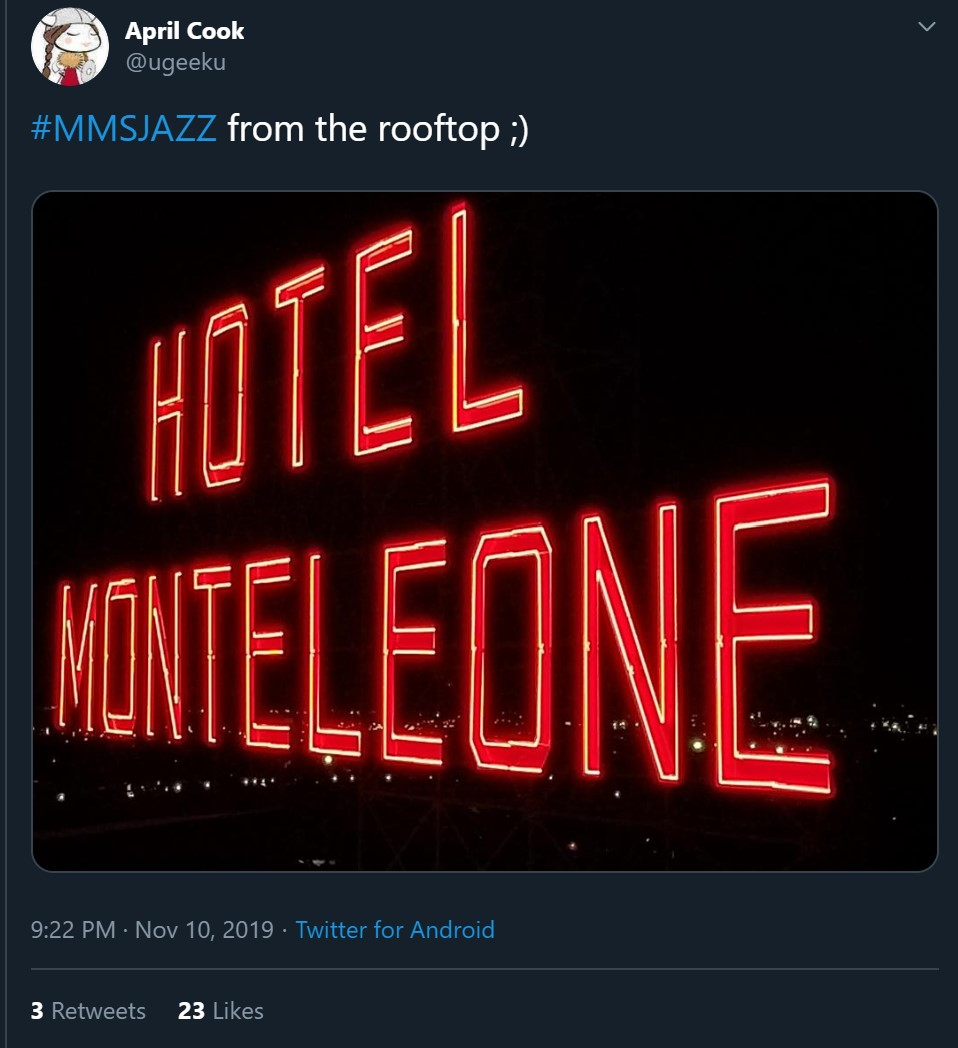 April Cook
@ugeeku
#MMSJAZZ from the rooftop ;)
HOTEL
MONTELEONE
9:22 PM · Nov 10, 2019 · Twitter for Android
3 Retweets 23 Likes